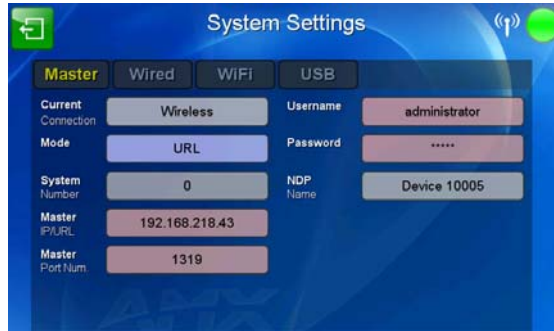 System Settings
Master Wired WiFi USB
Current Connection Wireless
Mode URL
System Number 0
Master IP/URL 192.168.218.43
Master Port Num. 1319
Username administrator
Password *****
NDP Name Device 10005
AMX